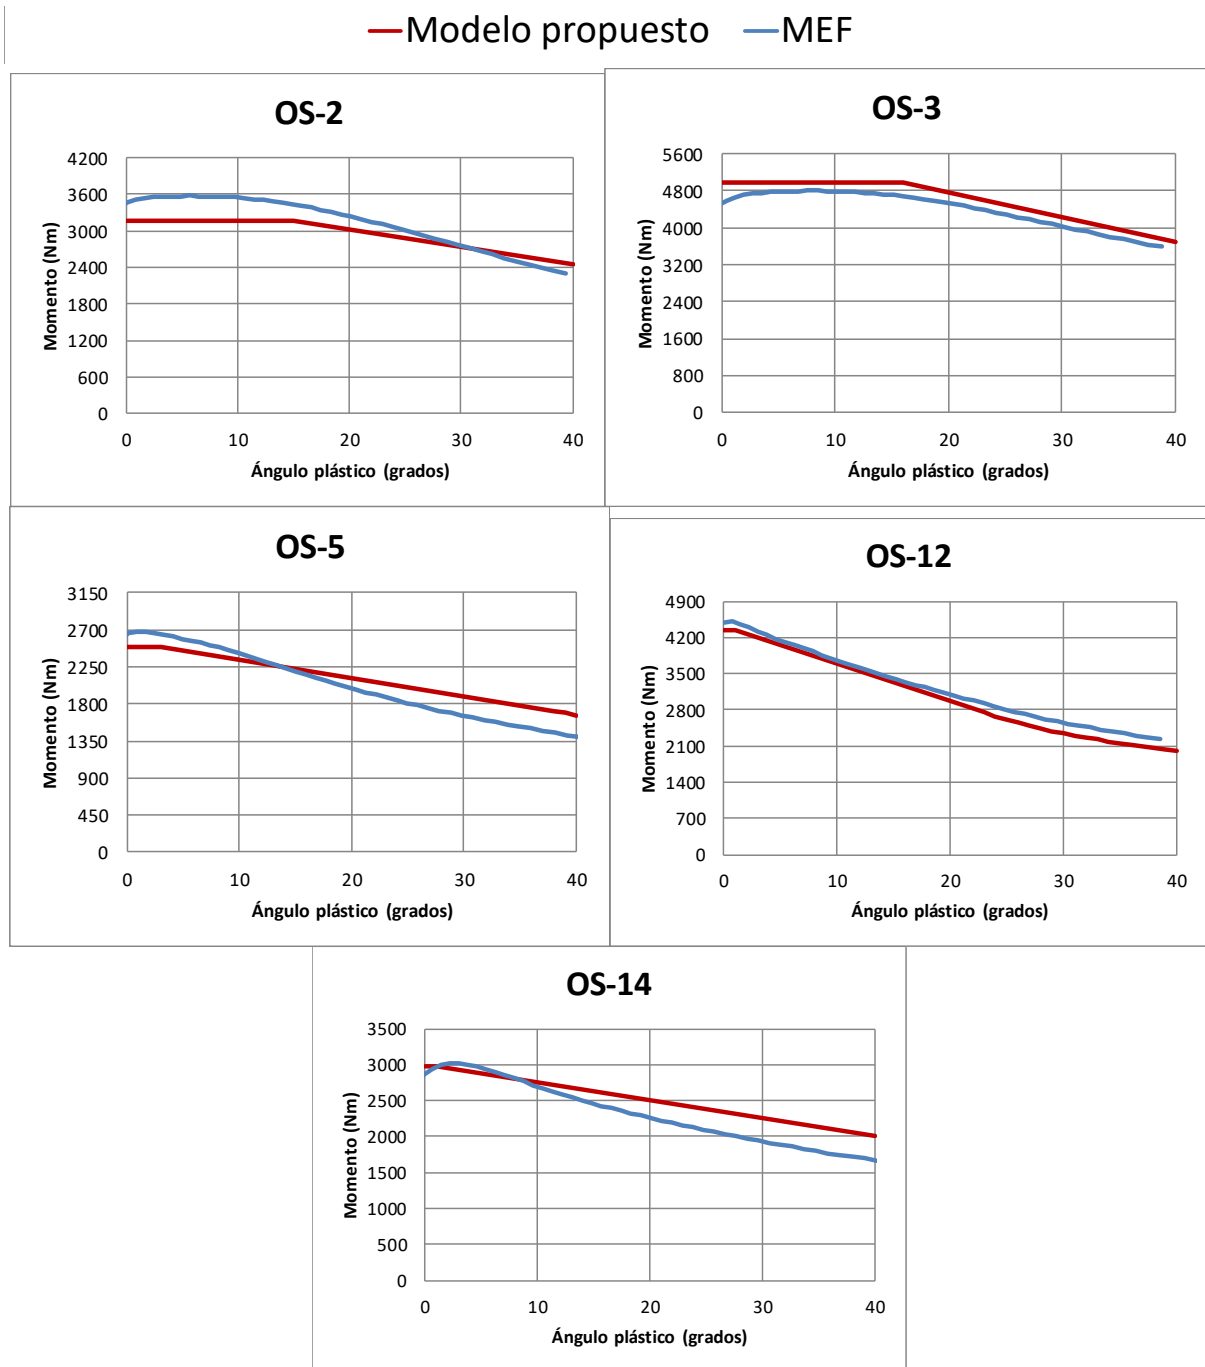 Modelo propuesto MEF
OS-2
4200
3600
3000
2400
1800
1200
600
0
Momento (Nm)
0 10 20 30 40
Ángulo plástico (grados)
OS-3
5600
4800
4000
3200
2400
1600
800
0
Momento (Nm)
0 10 20 30 40
Ángulo plástico (grados)
OS-5
3150
2700
2250
1800
1350
900
450
0
Momento (Nm)
0 10 20 30 40
Ángulo plástico (grados)
OS-12
4900
4200
3500
2800
2100
1400
700
0
Momento (Nm)
0 10 20 30 40
Ángulo plástico (grados)
OS-14
3500
3000
2500
2000
1500
1000
500
0
Momento (Nm)
0 10 20 30 40
Ángulo plástico (grados)